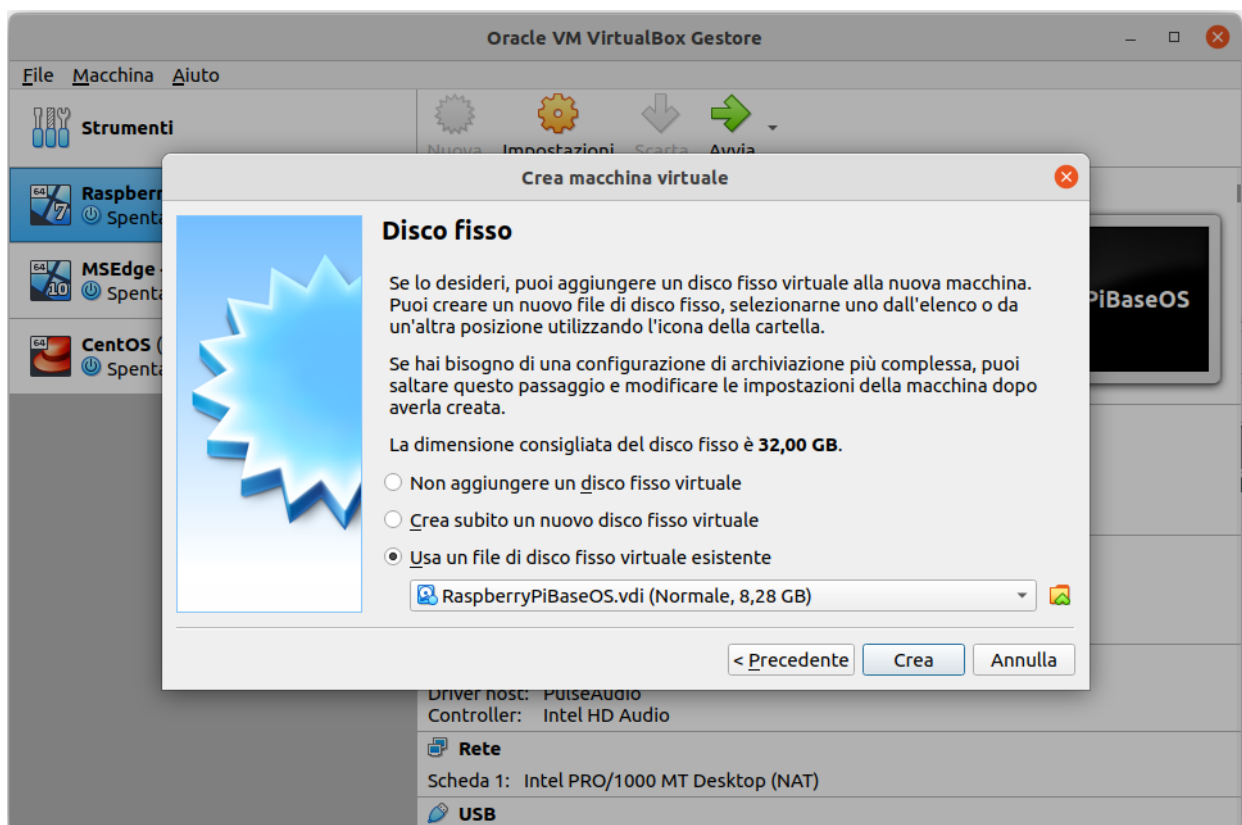 Oracle VM VirtualBox Gestore
File Macchina Aiuto
Strumenti
Nuova Impostazioni Scarta Avvia
64
7
Spenta
64
10
MSEdge
Spenta
64
CentOS (
Spenta
PiBaseOS
Crea macchina virtuale
Disco fisso
Se lo desideri, puoi aggiungere un disco fisso virtuale alla nuova macchina.
Puoi creare un nuovo file di disco fisso, selezionarne uno dall'elenco o da
un'altra posizione utilizzando l'icona della cartella.
Se hai bisogno di una configurazione di archiviazione più complessa, puoi
saltare questo passaggio e modificare le impostazioni della macchina dopo
averla creata.
La dimensione consigliata del disco fisso è 32,00 GB.
Non aggiungere un disco fisso virtuale
Crea subito un nuovo disco fisso virtuale
Usa un file di disco fisso virtuale esistente
RaspberryPiBaseOS.vdi (Normale, 8,28 GB)
< Precedente Crea Annulla
Driver host: PulseAudio
Controller: Intel HD Audio
Rete
Scheda 1: Intel PRO/1000 MT Desktop (NAT)
USB